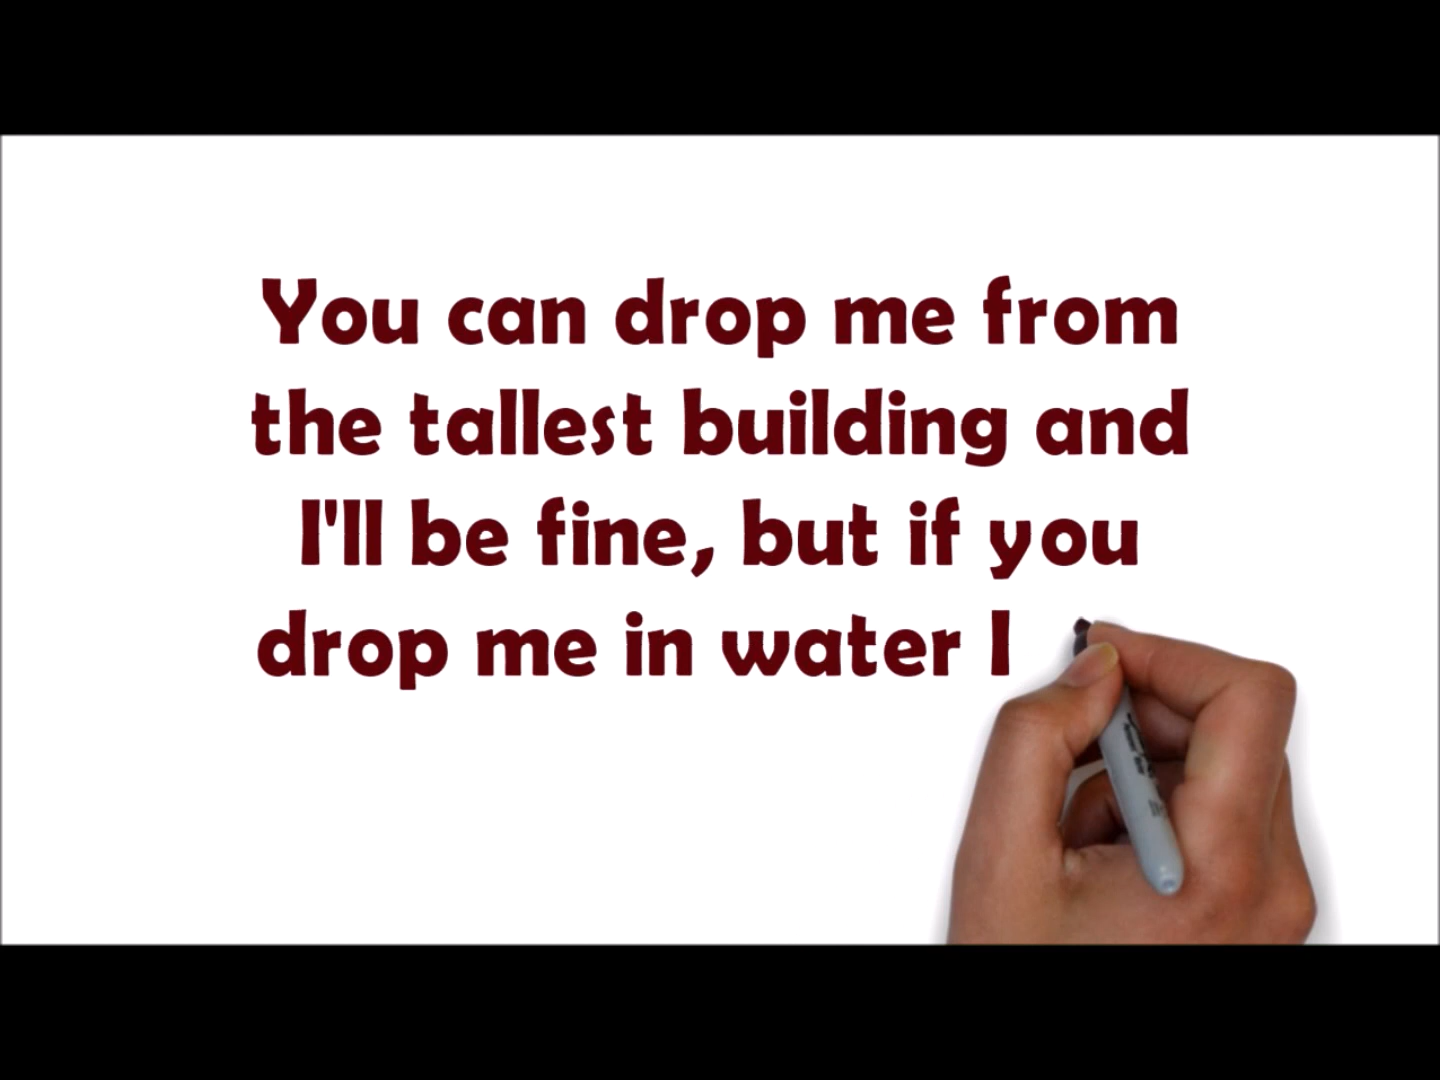 You can drop me from
the tallest building and
I'll be fine, but if you
drop me in water I